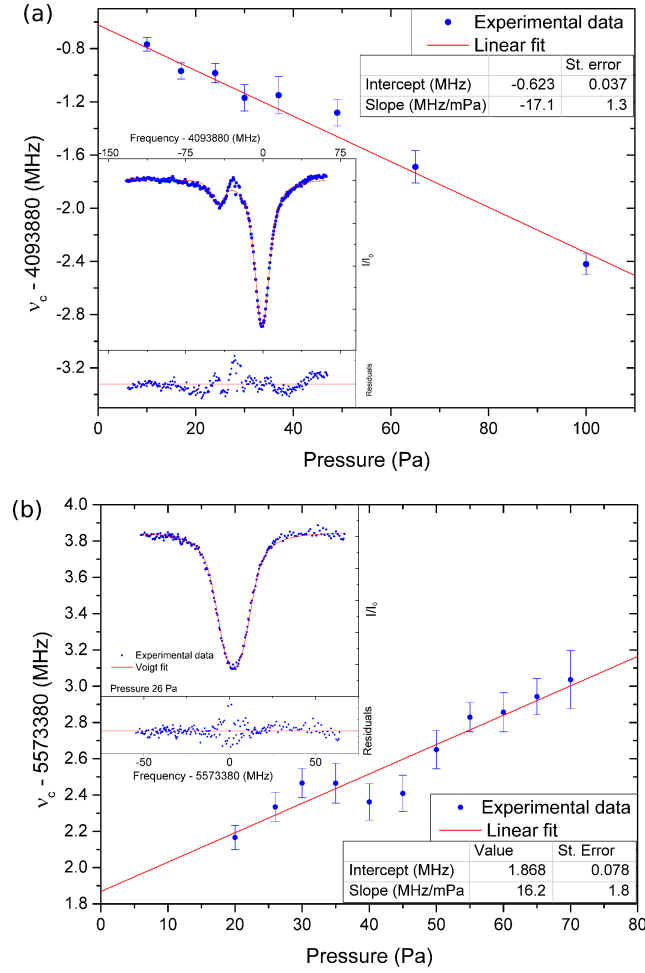 (a)
Experimental data
Linear fit
St. error
Intercept (MHz) -0.623 0.037
Slope (MHz/mPa) -17.1 1.3
Frequency - 4093880 (MHz)
-150 -75 0 75
I/I₀
Residuals
-0.8
-1.2
-1.6
-2.0
-2.4
-2.8
-3.2
ν_c - 4093880 (MHz)
0 20 40 60 80 100
Pressure (Pa)
(b)
4.0
3.8
3.6
3.4
3.2
3.0
2.8
2.6
2.4
2.2
2.0
1.8
ν_c - 5573380 (MHz)
I/I₀
Experimental data
Voigt fit
Pressure 26 Pa
Residuals
-50 0 50
Frequency - 5573380 (MHz)
Experimental data
Linear fit
Value St. Error
Intercept (MHz) 1.868 0.078
Slope (MHz/mPa 16.2 1.8
0 10 20 30 40 50 60 70 80
Pressure (Pa)